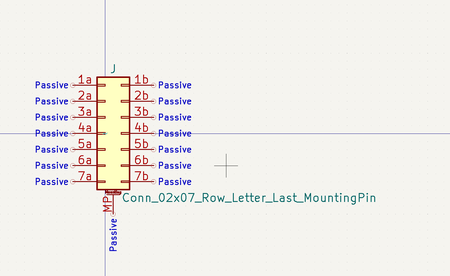 J
Passive 1a 1b Passive
Passive 2a 2b Passive
Passive 3a 3b Passive
Passive 4a 4b Passive
Passive 5a 5b Passive
Passive 6a 6b Passive
Passive 7a 7b Passive
MP Conn_02x07_Row_Letter_Last_MountingPin
Passive